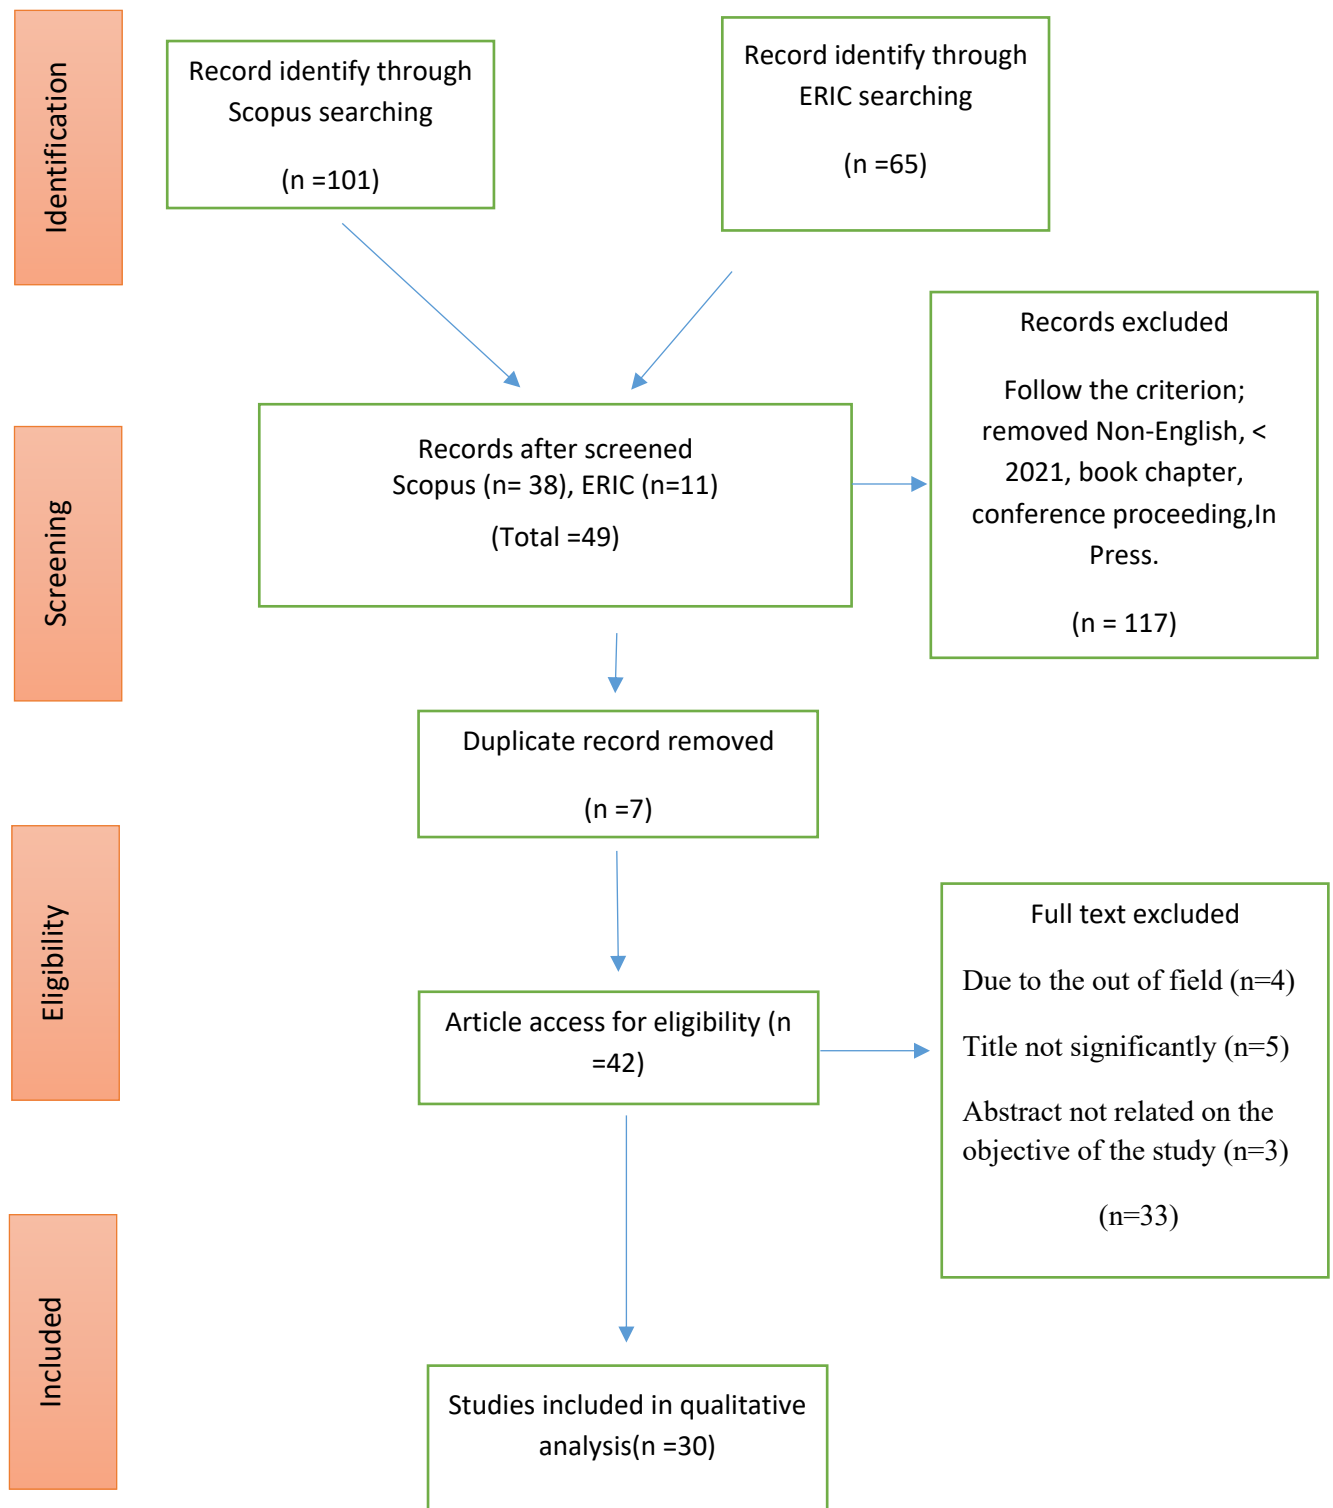 Identification
Record identify through
Scopus searching
(n =101)
Record identify through
ERIC searching
(n =65)
Records excluded
Follow the criterion;
removed Non-English, <
2021, book chapter,
conference proceeding,In
Press.
(n = 117)
Screening
Records after screened
Scopus (n= 38), ERIC (n=11)
(Total =49)
Duplicate record removed
(n =7)
Eligibility
Article access for eligibility (n
=42)
Full text excluded
Due to the out of field (n=4)
Title not significantly (n=5)
Abstract not related on the
objective of the study (n=3)
(n=33)
Included
Studies included in qualitative
analysis(n =30)